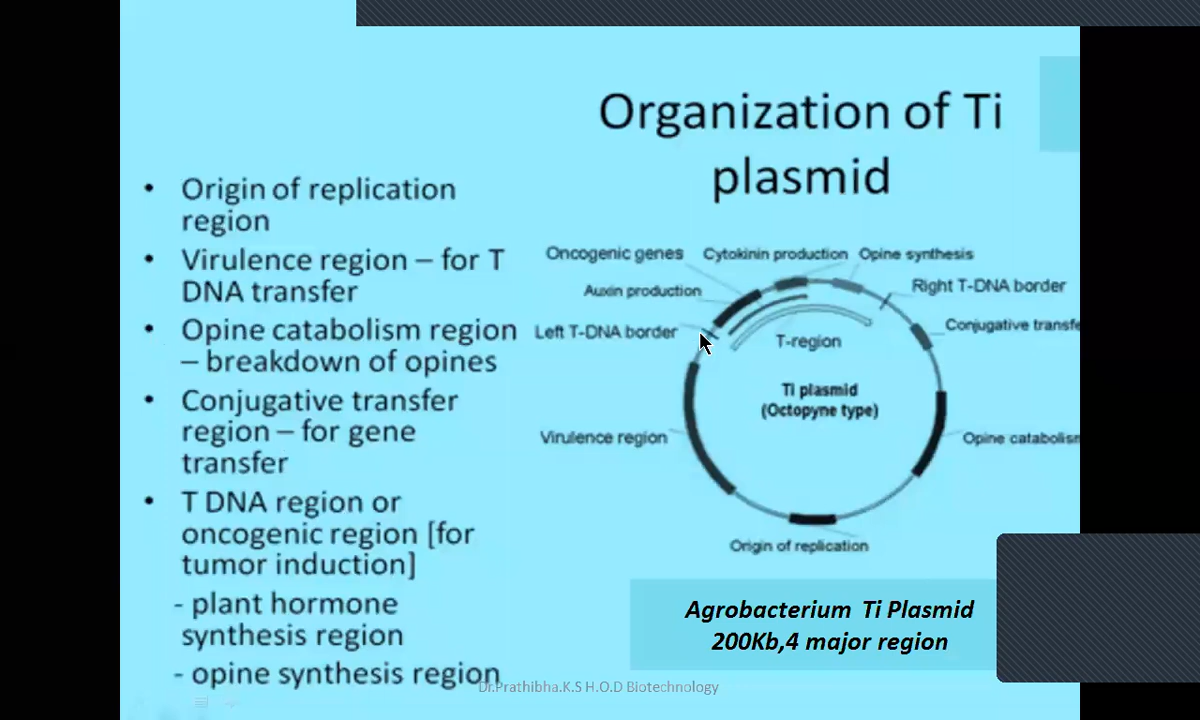 Organization of Ti
plasmid
• Origin of replication
region
• Virulence region – for T
DNA transfer
• Opine catabolism region
– breakdown of opines
• Conjugative transfer
region – for gene
transfer
• T DNA region or
oncogenic region [for
tumor induction]
- plant hormone
synthesis region
- opine synthesis region
Oncogenic genes
Cytokinin production
Opine synthesis
Auxin production
Right T-DNA border
Left T-DNA border
Conjugative transfe
T-region
Ti plasmid
(Octopyne type)
Virulence region
Opine catabolism
Origin of replication
Agrobacterium Ti Plasmid
200Kb,4 major region
Dr.Prathibha.K.S H.O.D Biotechnology